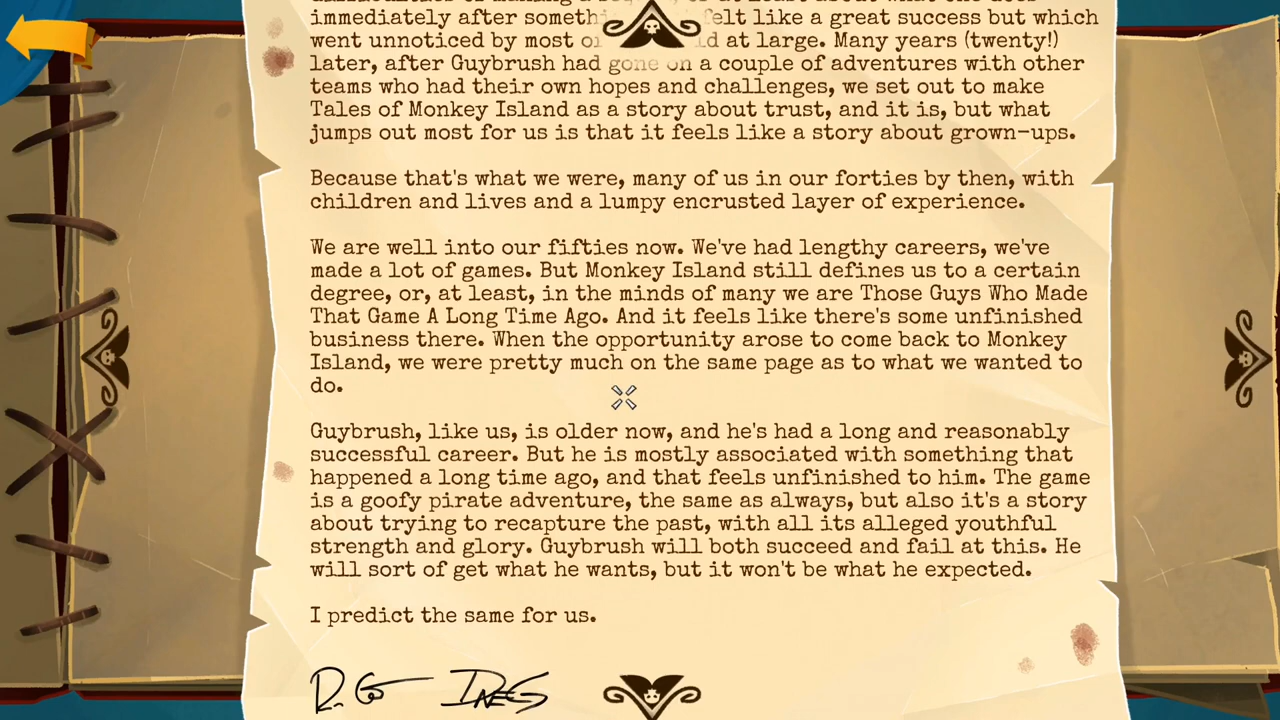 immediately after someth felt like a great success but which
went unnoticed by most o d at large. Many years (twenty!)
later, after Guybrush had gone on a couple of adventures with other
teams who had their own hopes and challenges, we set out to make
Tales of Monkey Island as a story about trust, and it is, but what
jumps out most for us is that it feels like a story about grown-ups.
Because that's what we were, many of us in our forties by then, with
children and lives and a lumpy encrusted layer of experience.
We are well into our fifties now. We've had lengthy careers, we've
made a lot of games. But Monkey Island still defines us to a certain
degree, or, at least, in the minds of many we are Those Guys Who Made
That Game A Long Time Ago. And it feels like there's some unfinished
business there. When the opportunity arose to come back to Monkey
Island, we were pretty much on the same page as to what we wanted to
do.
Guybrush, like us, is older now, and he's had a long and reasonably
successful career. But he is mostly associated with something that
happened a long time ago, and that feels unfinished to him. The game
is a goofy pirate adventure, the same as always, but also it's a story
about trying to recapture the past, with all its alleged youthful
strength and glory. Guybrush will both succeed and fail at this. He
will sort of get what he wants, but it won't be what he expected.
I predict the same for us.